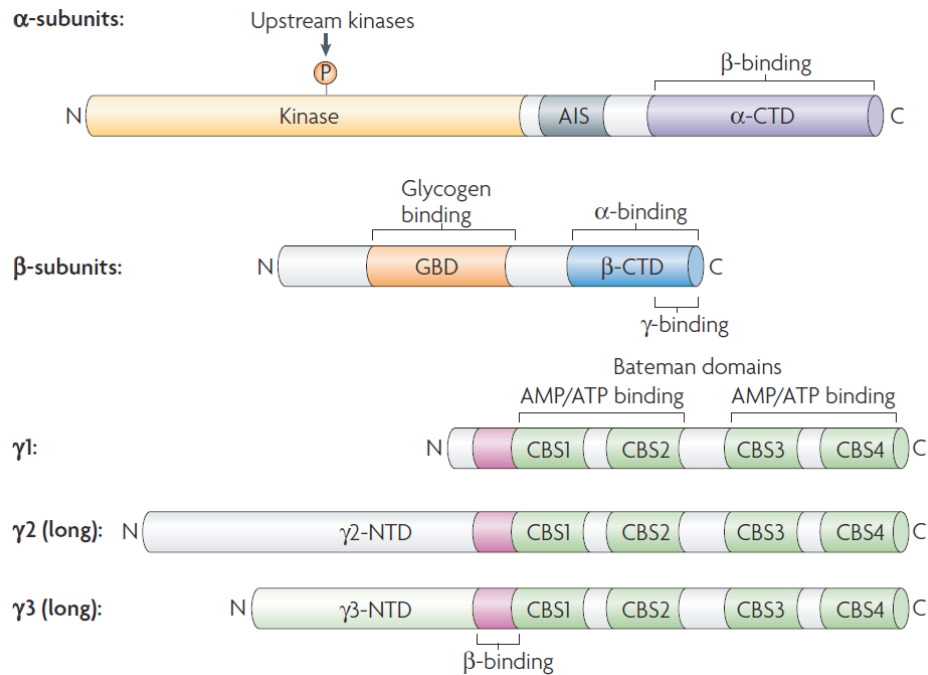 α-subunits:
Upstream kinases
P
β-binding
N Kinase AIS α-CTD C
Glycogen
binding
α-binding
β-subunits:
N GBD β-CTD C
γ-binding
Bateman domains
AMP/ATP binding AMP/ATP binding
γ1: N CBS1 CBS2 CBS3 CBS4 C
γ2 (long): N γ2-NTD CBS1 CBS2 CBS3 CBS4 C
γ3 (long): N γ3-NTD CBS1 CBS2 CBS3 CBS4 C
β-binding